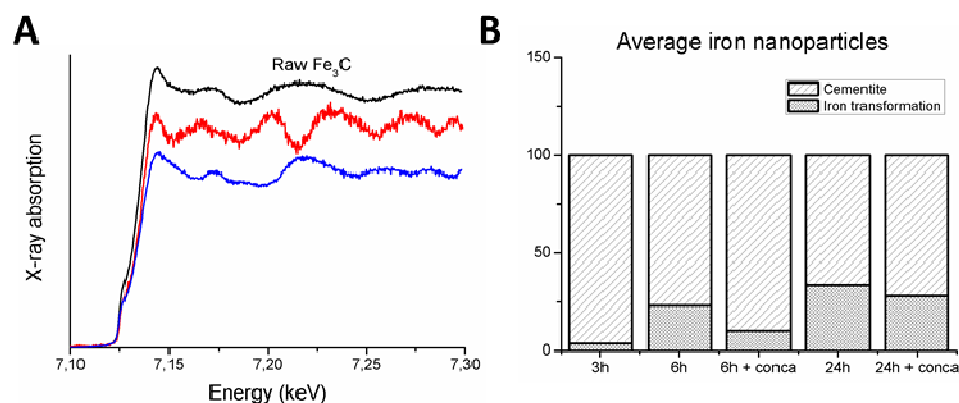 A
Raw Fe₃C
X-ray absorption
7,10
7,15
7,20
7,25
7,30
Energy (keV)
B
Average iron nanoparticles
150
100
50
0
Cementite
Iron transformation
3h
6h
6h + conca
24h
24h + conca